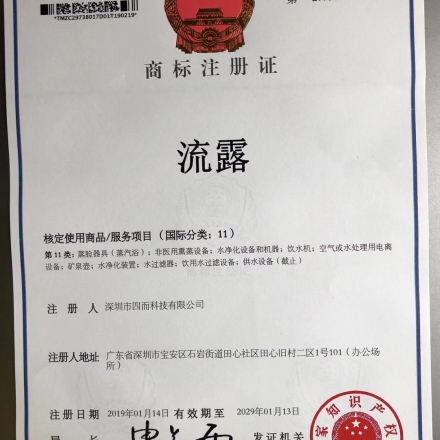 *TMZC29738017D01T190219*
第
商标注册证
流露
核定使用商品/服务项目（国际分类：11）
第11类：蒸脸器具（蒸汽浴）；非医用熏蒸设备；水净化设备和机器；饮水机；空气或水处理用电离
设备；矿泉壶；水净化装置；水过滤器；饮用水过滤设备；供水设备（截止）
注 册 人 深圳市四而科技有限公司
注册人地址 广东省深圳市宝安区石岩街道田心社区田心旧村二区1号101（办公场
所）
注册日期 2019年01月14日 有效期至 2029年01月13日
局 长 发证机关
家知识产权